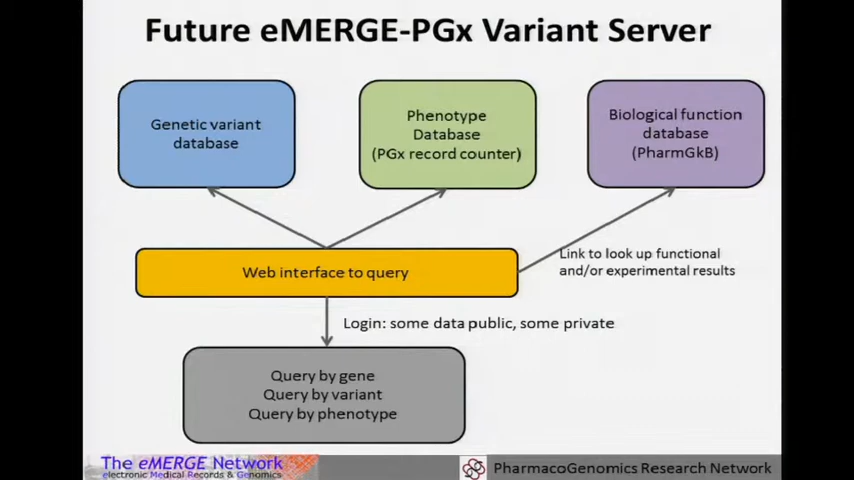 Future eMERGE-PGx Variant Server
Genetic variant
database
Phenotype
Database
(PGx record counter)
Biological function
database
(PharmGkB)
Web interface to query
Link to look up functional
and/or experimental results
Login: some data public, some private
Query by gene
Query by variant
Query by phenotype
The eMERGE Network
electronic Medical Records & Genomics
PharmacoGenomics Research Network